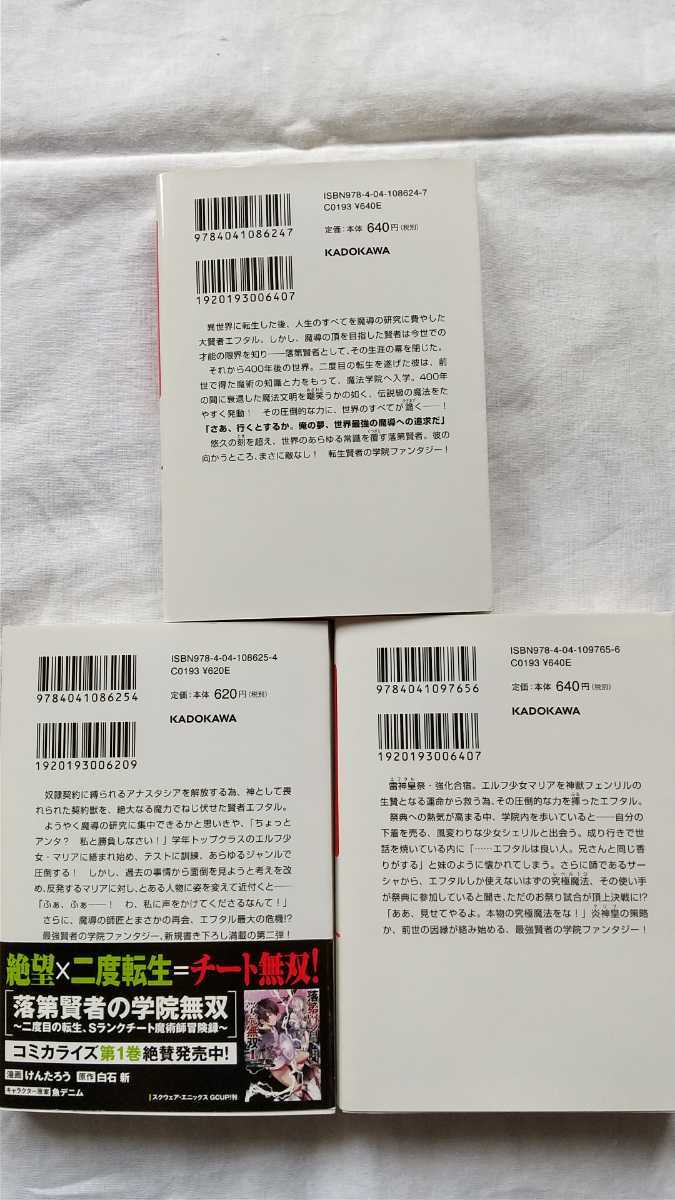 ISBN978-4-04-108624-7
C0193 ¥640E
定価:本体 640円(税別)
KADOKAWA
9784041086247
1920193006407
異世界に転生した後、人生のすべてを魔導の研究に費やした
大賢者エフタル。しかし、魔導の頂を目指した賢者は今世での
才能の限界を知り――落第賢者として、その生涯の幕を閉じた。
それから400年後の世界。二度目の転生を遂げた彼は、前
世で得た魔術の知識と力をもって、魔法学院へ入学。400年
の間に衰退した魔法文明を嘲笑うかの如く、伝説級の魔法をた
やすく発動! その圧倒的な力に、世界のすべてが跪く――!
「さあ、行くとするか。俺の夢、世界最強の魔導への追求だ」
悠久の刻を超え、世界のあらゆる常識を覆す落第賢者。彼の
向かうところ、まさに敵なし! 転生賢者の学院ファンタジー!
ISBN978-4-04-108625-4
C0193 ¥620E
定価:本体 620円(税別)
KADOKAWA
9784041086254
1920193006209
奴隷契約に縛られるアナスタシアを解放する為、神として畏
れられた契約獣を、絶大なる魔力でねじ伏せた賢者エフタル。
ようやく魔導の研究に集中できるかと思いきや、「ちょっと
アンタ? 私と勝負しなさい!」学年トップクラスのエルフ少
女・マリアに絡まれ始め、テストに訓練、あらゆるジャンルで
圧倒する! しかし、過去の事情から面倒を見ようと考えを改
め、反発するマリアに対し、とある人物に姿を変えて近付くと――
「ふぁ、ふぁ――! わ、私に声をかけてくださるなんて!」
さらに、魔導の師匠とまさかの再会、エフタル最大の危機!?
最強賢者の学院ファンタジー、新規書き下ろし満載の第二弾!
絶望×二度転生=チート無双!
落第賢者の学院無双
~二度目の転生、Sランクチート魔術師冒険録~
コミカライズ第1巻絶賛発売中!
漫画 けんたろう 原作 白石 新
キャラクター原案 魚デニム
スクウェア・エニックス GCUP!刊
落第賢者の学院無双 1
ISBN978-4-04-109765-6
C0193 ¥640E
定価:本体 640円(税別)
KADOKAWA
9784041097656
1920193006407
雷神皇祭・強化合宿。エルフ少女マリアを神獣フェンリルの
生贄となる運命から救う為、その圧倒的な力を揮ったエフタル。
祭典への熱気が高まる中、学院内を歩いていると――自分の
下着を売る、風変わりな少女シェリルと出会う。成り行きで世
話を焼いている内に「……エフタルは良い人。兄さんと同じ香
りがする」と妹のように懐かれてしまう。さらに師であるサー
シャから、エフタルしか使えないはずの究極魔法、その使い手
が祭典に参加していると聞き、ただのお祭り試合が頂上決戦に!?
「ああ、見せてやるよ。本物の究極魔法をな!」炎神皇の策略
か、前世の因縁が絡み始める、最強賢者の学院ファンタジー!